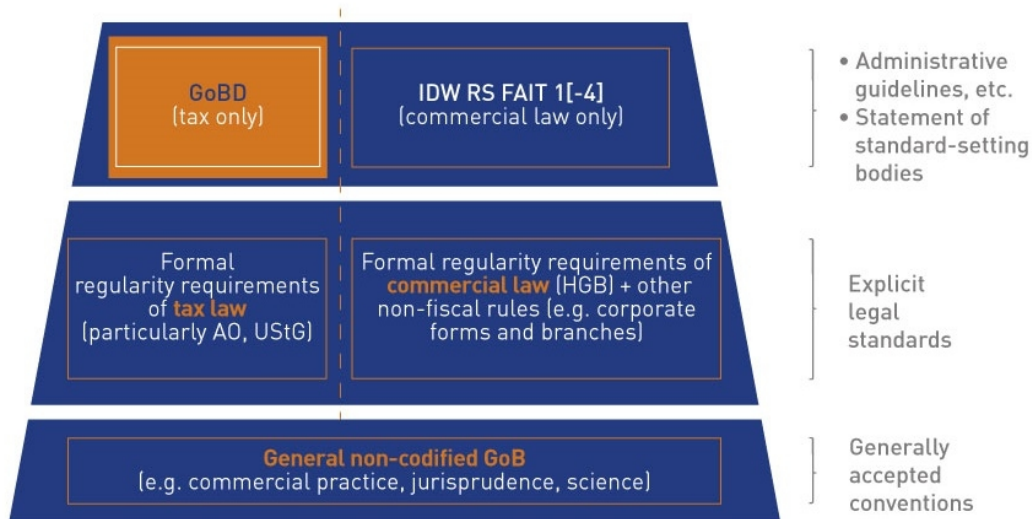 GoBD
(tax only)
IDW RS FAIT 1[-4]
(commercial law only)
• Administrative
guidelines, etc.
• Statement of
standard-setting
bodies
Formal
regularity requirements
of tax law
(particularly AO, UStG)
Formal regularity requirements of
commercial law (HGB) + other
non-fiscal rules (e.g. corporate
forms and branches)
Explicit
legal
standards
General non-codified GoB
(e.g. commercial practice, jurisprudence, science)
Generally
accepted
conventions